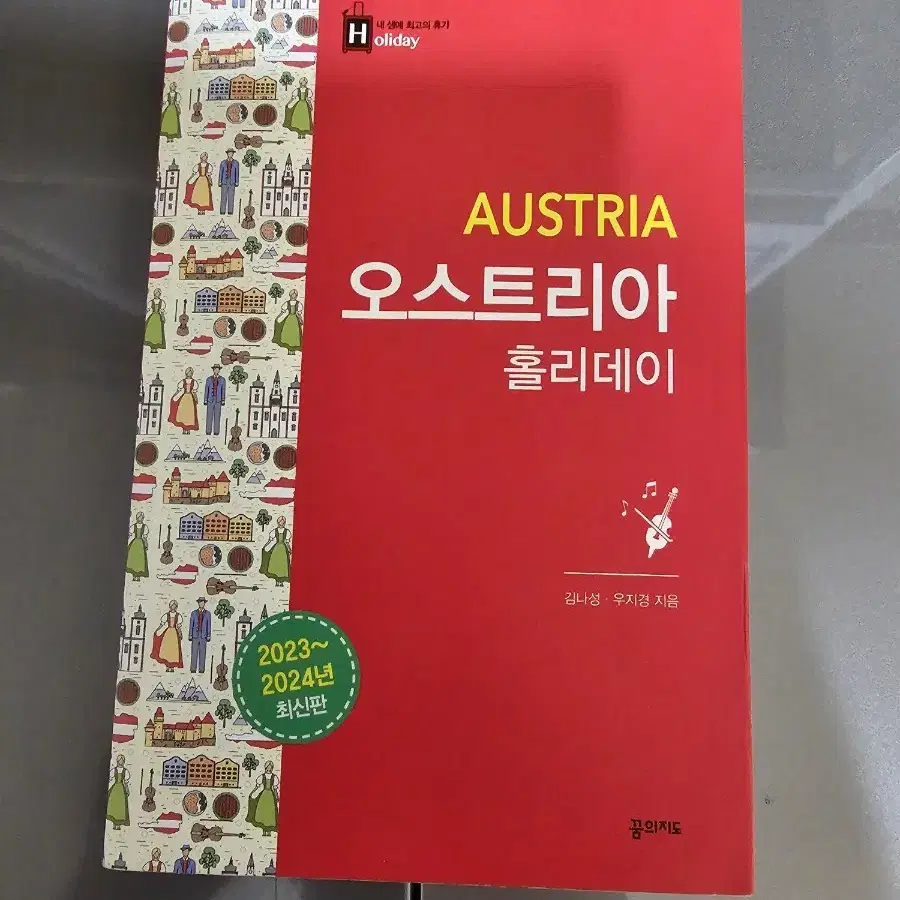 내 생애 최고의 휴가
Holiday
AUSTRIA
오스트리아
홀리데이
김나성 · 우지경 지음
2023~
2024년
최신판
꿈의지도